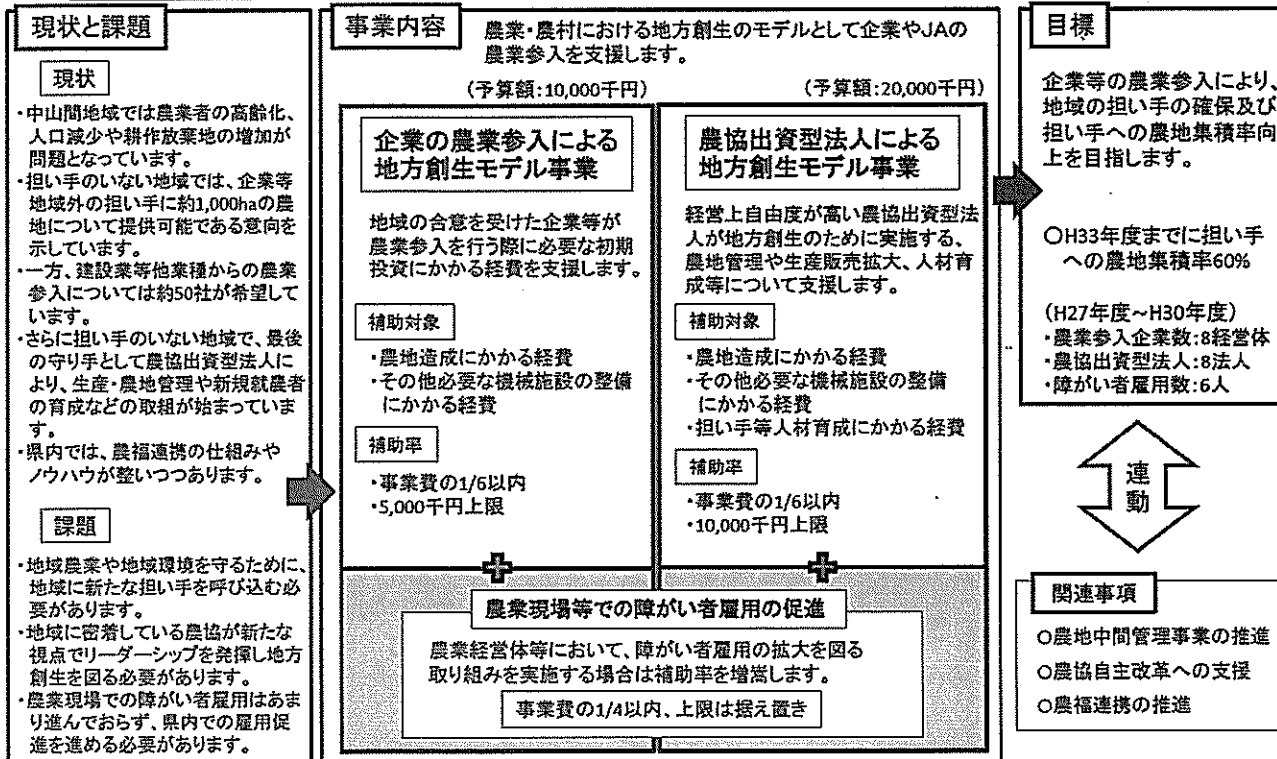 現状と課題
現状
・中山間地域では農業者の高齢化、
人口減少や耕作放棄地の増加が
問題となっています。
・担い手のいない地域では、企業等
地域外の担い手に約1,000haの農
地について提供可能である意向を
示しています。
・一方、建設業等他業種からの農業
参入については約50社が希望して
います。
・さらに担い手のいない地域で、最後
の守り手として農協出資型法人に
より、生産・農地管理や新規就農者
の育成などの取組が始まっていま
す。
・県内では、農福連携の仕組みや
ノウハウが整いつつあります。
課題
・地域農業や地域環境を守るために、
地域に新たな担い手を呼び込む必
要があります。
・地域に密着している農協が新たな
視点でリーダーシップを発揮し地方
創生を図る必要があります。
・農業現場での障がい者雇用はあま
り進んでおらず、県内での雇用促
進を進める必要があります。
事業内容
農業・農村における地方創生のモデルとして企業やJAの
農業参入を支援します。
(予算額:10,000千円)
企業の農業参入による
地方創生モデル事業
地域の合意を受けた企業等が
農業参入を行う際に必要な初期
投資にかかる経費を支援します。
補助対象
・農地造成にかかる経費
・その他必要な機械施設の整備
にかかる経費
補助率
・事業費の1/6以内
・5,000千円上限
(予算額:20,000千円)
農協出資型法人による
地方創生モデル事業
経営上自由度が高い農協出資型法
人が地方創生のために実施する、
農地管理や生産販売拡大、人材育
成等について支援します。
補助対象
・農地造成にかかる経費
・その他必要な機械施設の整備
にかかる経費
・担い手等人材育成にかかる経費
補助率
・事業費の1/6以内
・10,000千円上限
農業現場等での障がい者雇用の促進
農業経営体等において、障がい者雇用の拡大を図る
取り組みを実施する場合は補助率を増嵩します。
事業費の1/4以内、上限は据え置き
目標
企業等の農業参入により、
地域の担い手の確保及び
担い手への農地集積率向
上を目指します。
○H33年度までに担い手
への農地集積率60%
(H27年度～H30年度)
・農業参入企業数:8経営体
・農協出資型法人:8法人
・障がい者雇用数:6人
連
動
関連事項
○農地中間管理事業の推進
○農協自主改革への支援
○農福連携の推進